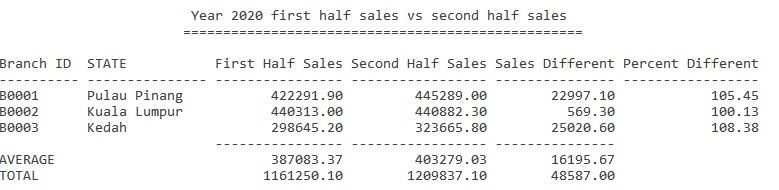 Year 2020 first half sales vs second half sales
==================================================
Branch ID  STATE           First Half Sales Second Half Sales Sales Different Percent Different
---------- --------------- ---------------- ----------------- --------------- -----------------
B0001      Pulau Pinang           422291.90         445289.00        22997.10            105.45
B0002      Kuala Lumpur           440313.00         440882.30          569.30            100.13
B0003      Kedah                  298645.20         323665.80        25020.60            108.38
                           ---------------- ----------------- ---------------
AVERAGE                           387083.37         403279.03        16195.67
TOTAL                            1161250.10        1209837.10        48587.00